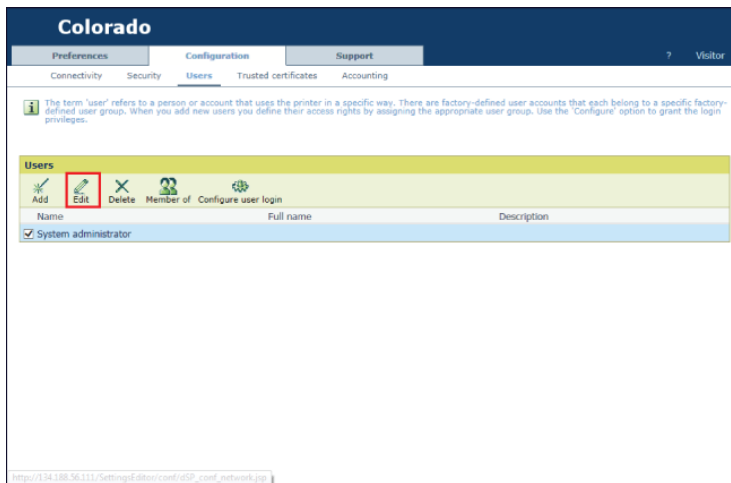 Colorado
Preferences Configuration Support ? Visitor
Connectivity Security Users Trusted certificates Accounting
i The term 'user' refers to a person or account that uses the printer in a specific way. There are factory-defined user accounts that each belong to a specific factory-
defined user group. When you add new users you define their access rights by assigning the appropriate user group. Use the 'Configure' option to grant the login
privileges.
Users
Add Edit Delete Member of Configure user login
Name Full name Description
System administrator
http://134.188.56.111/SettingsEditor/conf/dSP_conf_network.jsp